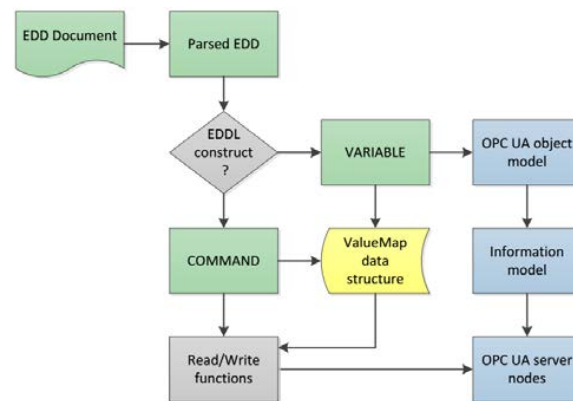 EDD Document
Parsed EDD
EDDL
construct
?
VARIABLE
OPC UA object
model
COMMAND
ValueMap
data
structure
Information
model
Read/Write
functions
OPC UA server
nodes